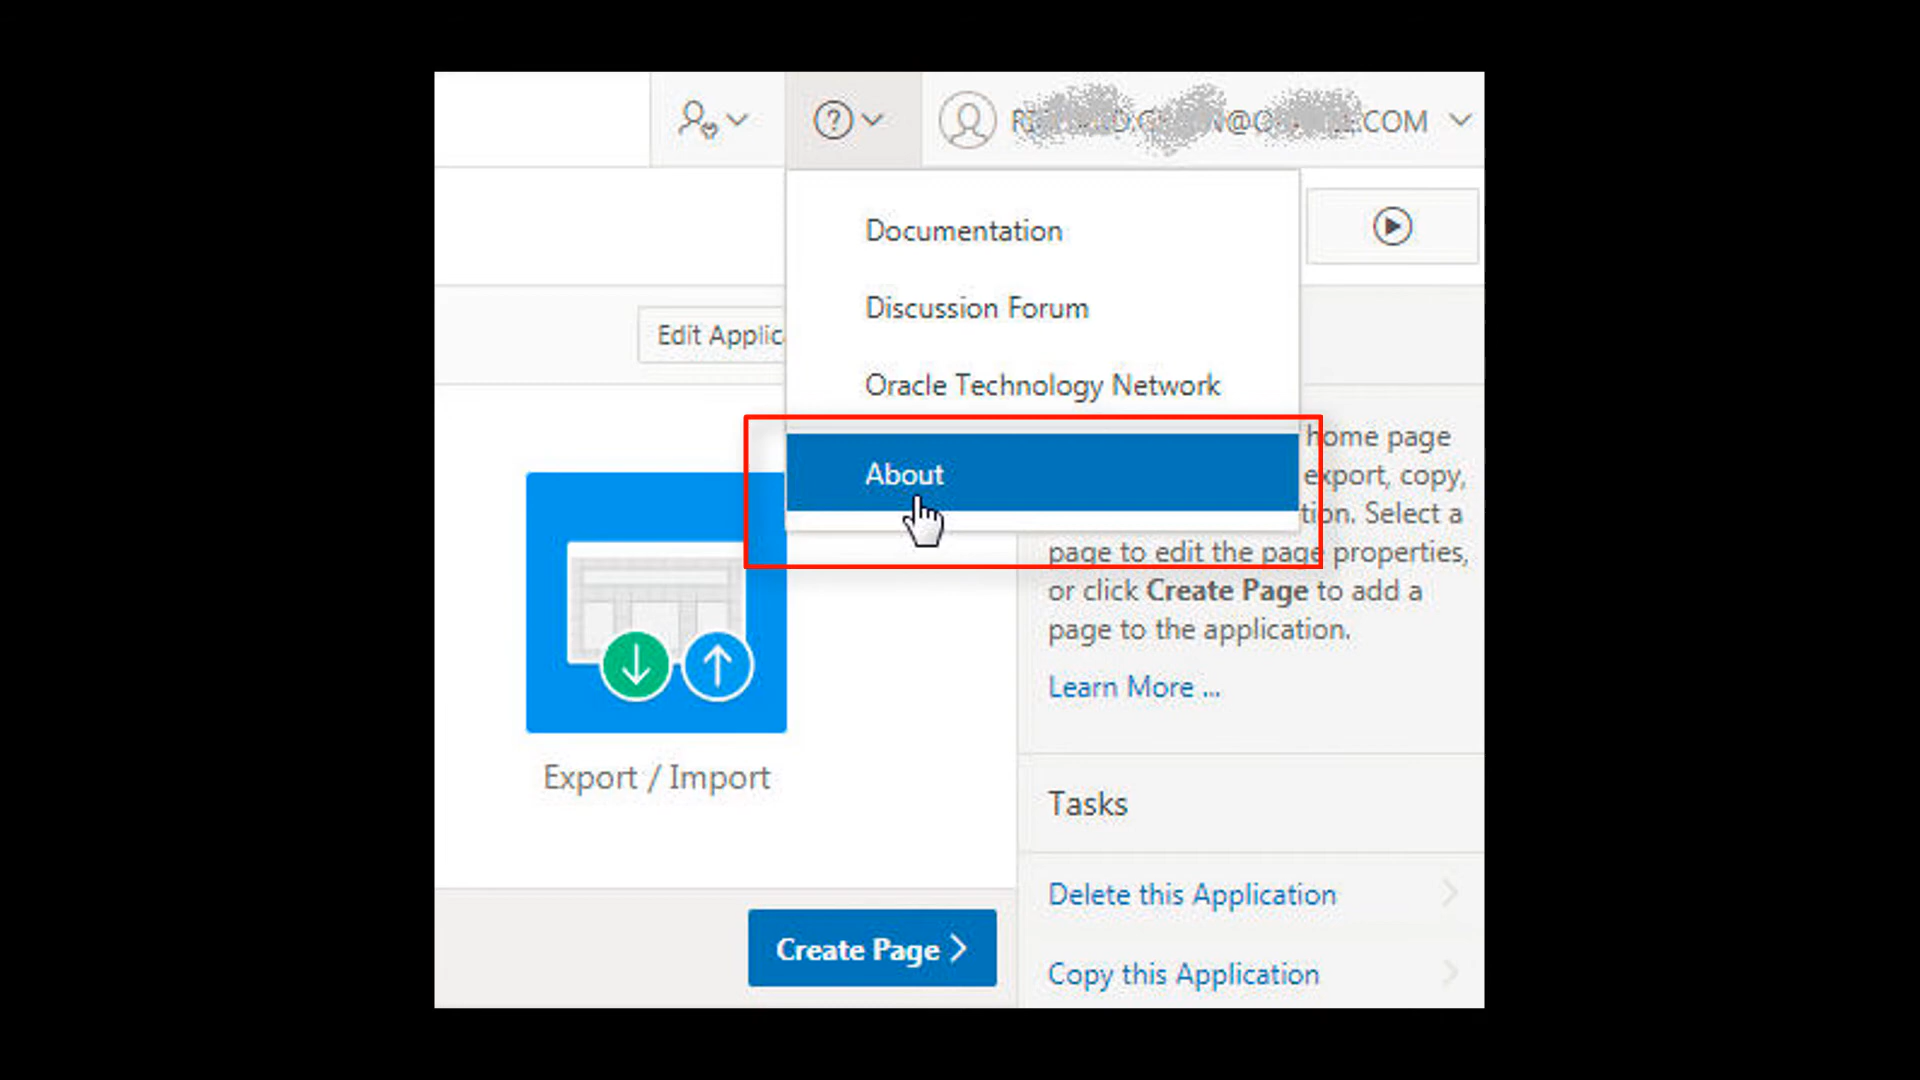 .COM
Documentation
Discussion Forum
Oracle Technology Network
Edit Applic
About
home page
export, copy,
tion. Select a
page to edit the page properties,
or click Create Page to add a
page to the application.
Learn More ...
Export / Import
Tasks
Delete this Application
Create Page
Copy this Application